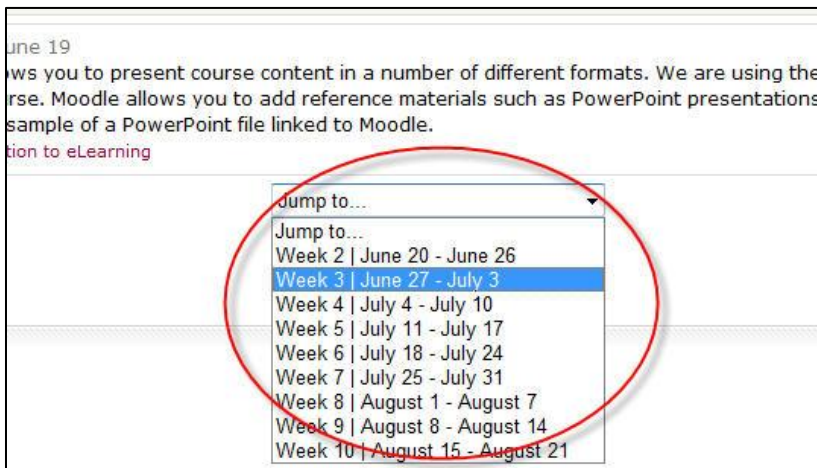 une 19
ows you to present course content in a number of different formats. We are using the
rse. Moodle allows you to add reference materials such as PowerPoint presentations
sample of a PowerPoint file linked to Moodle.
tion to eLearning
Jump to...
Jump to...
Week 2 | June 20 - June 26
Week 3 | June 27 - July 3
Week 4 | July 4 - July 10
Week 5 | July 11 - July 17
Week 6 | July 18 - July 24
Week 7 | July 25 - July 31
Week 8 | August 1 - August 7
Week 9 | August 8 - August 14
Week 10 | August 15 - August 21